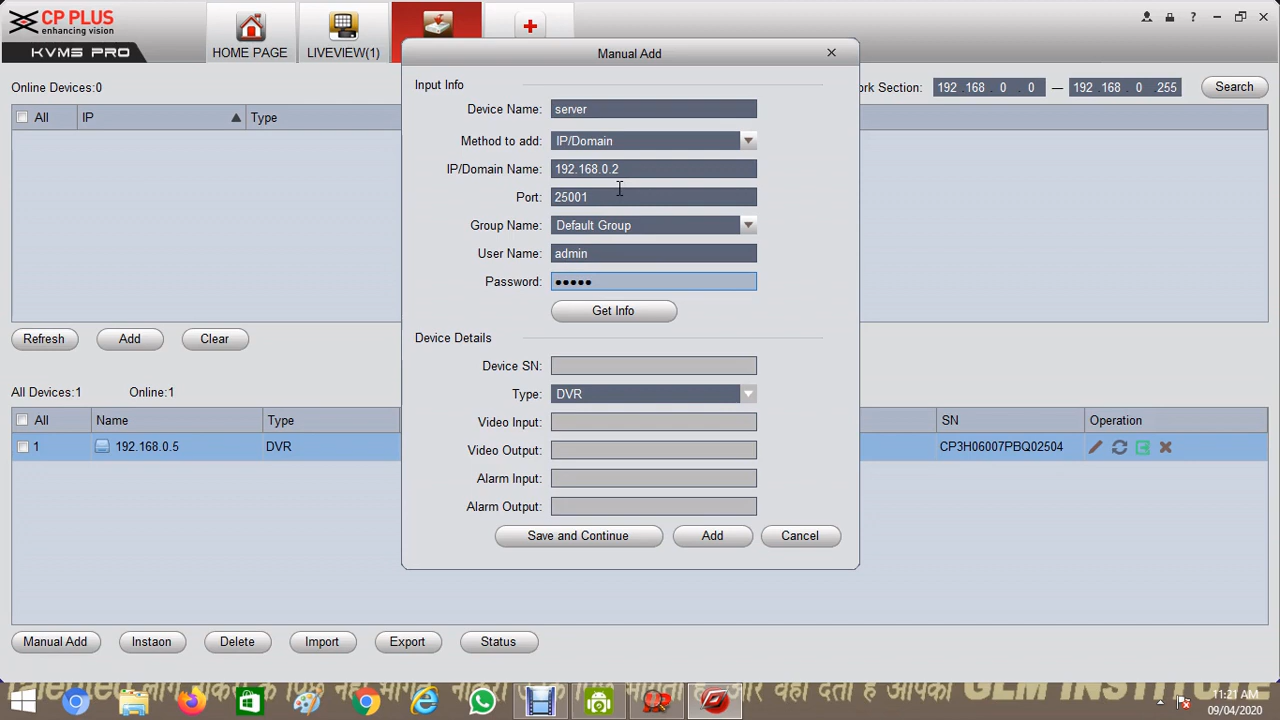 CP PLUS
enhancing vision
KVMS PRO
HOME PAGE
LIVEVIEW(1)
Online Devices:0
rk Section: 192 .168 . 0 . 0 — 192 .168 . 0 .255 Search
All IP Type
Refresh Add Clear
Manual Add
Input Info
Device Name: server
Method to add: IP/Domain
IP/Domain Name: 192.168.0.2
Port: 25001
Group Name: Default Group
User Name: admin
Password: ●●●●●
Get Info
Device Details
Device SN:
Type: DVR
Video Input:
Video Output:
Alarm Input:
Alarm Output:
Save and Continue Add Cancel
All Devices:1 Online:1
All Name Type SN Operation
1 192.168.0.5 DVR CP3H06007PBQ02504
Manual Add Instaon Delete Import Export Status
11:21 AM
09/04/2020